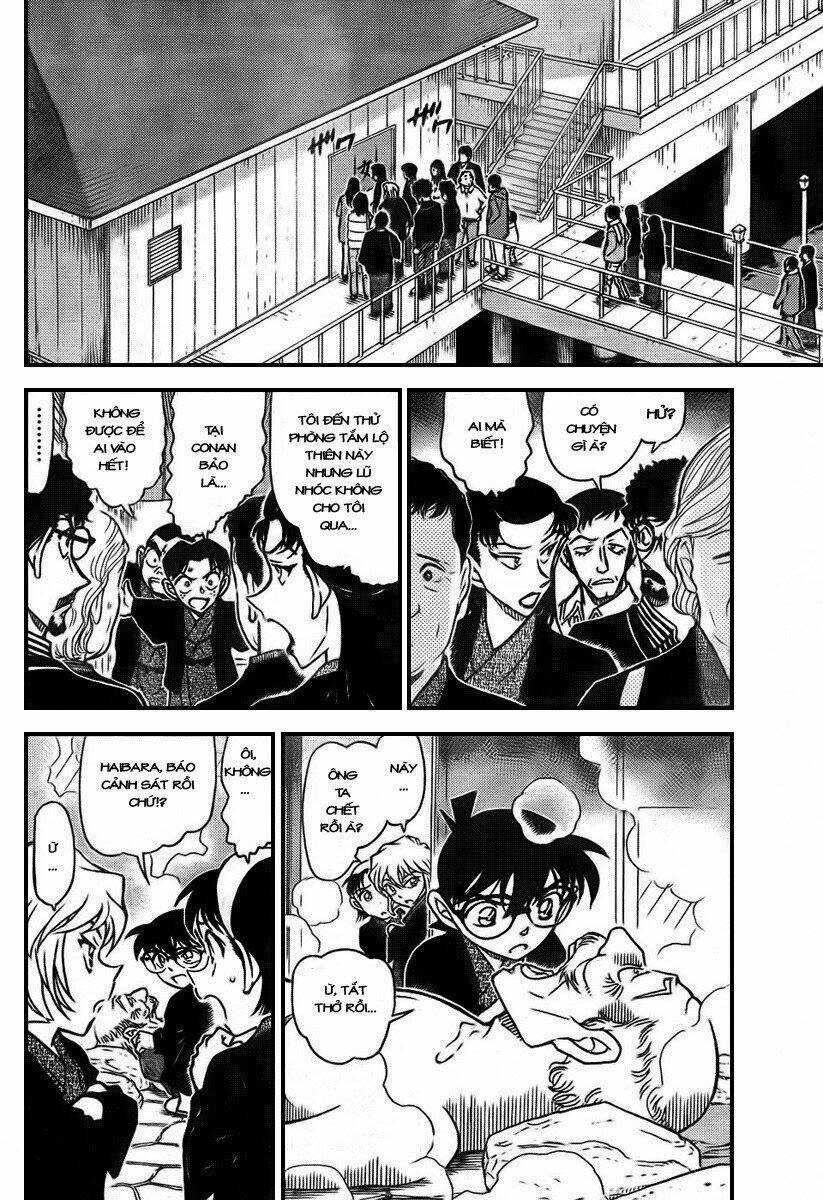 ザワ
ザワ
HỬ?
CÓ
CHUYỆN
GÌ À?
AI MÀ
BIẾT!
TÔI ĐẾN THỬ
PHÒNG TẮM LỘ
THIÊN NÀY
NHƯNG LŨ
NHÓC KHÔNG
CHO TÔI
QUA...
TẠI
CONAN
BẢO
LÀ...
KHÔNG
ĐƯỢC ĐỂ
AI VÀO
HẾT!
.........
NÀY
...
ÔNG
TA
CHẾT
RỒI À?
Ừ, TẮT
THỞ RỒI...
ÔI,
KHÔNG
...
HAIBARA, BÁO
CẢNH SÁT RỒI
CHỨ!?
Ừ
...